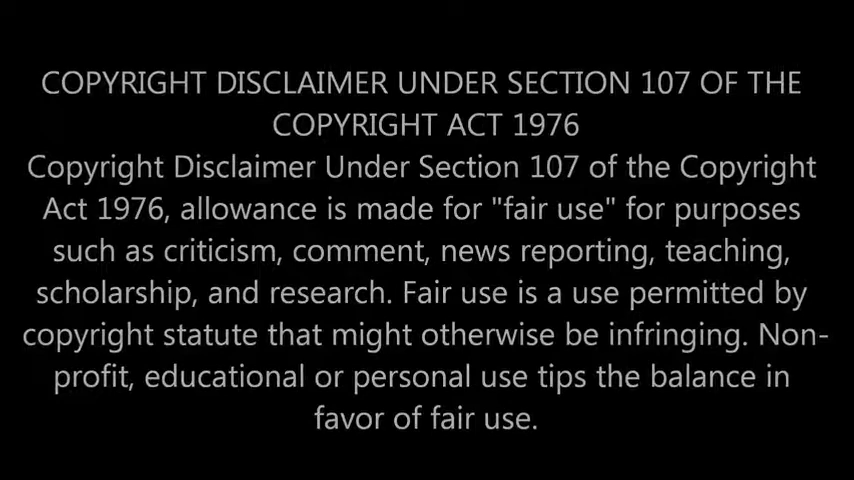 COPYRIGHT DISCLAIMER UNDER SECTION 107 OF THE
COPYRIGHT ACT 1976
Copyright Disclaimer Under Section 107 of the Copyright
Act 1976, allowance is made for "fair use" for purposes
such as criticism, comment, news reporting, teaching,
scholarship, and research. Fair use is a use permitted by
copyright statute that might otherwise be infringing. Non-
profit, educational or personal use tips the balance in
favor of fair use.